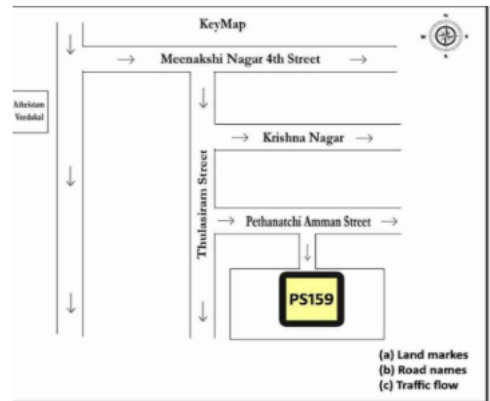 KeyMap
Meenakshi Nagar 4th Street
Krishna Nagar
Thulasiram Street
Pethanatchi Amman Street
PS159
(a) Land markes
(b) Road names
(c) Traffic flow